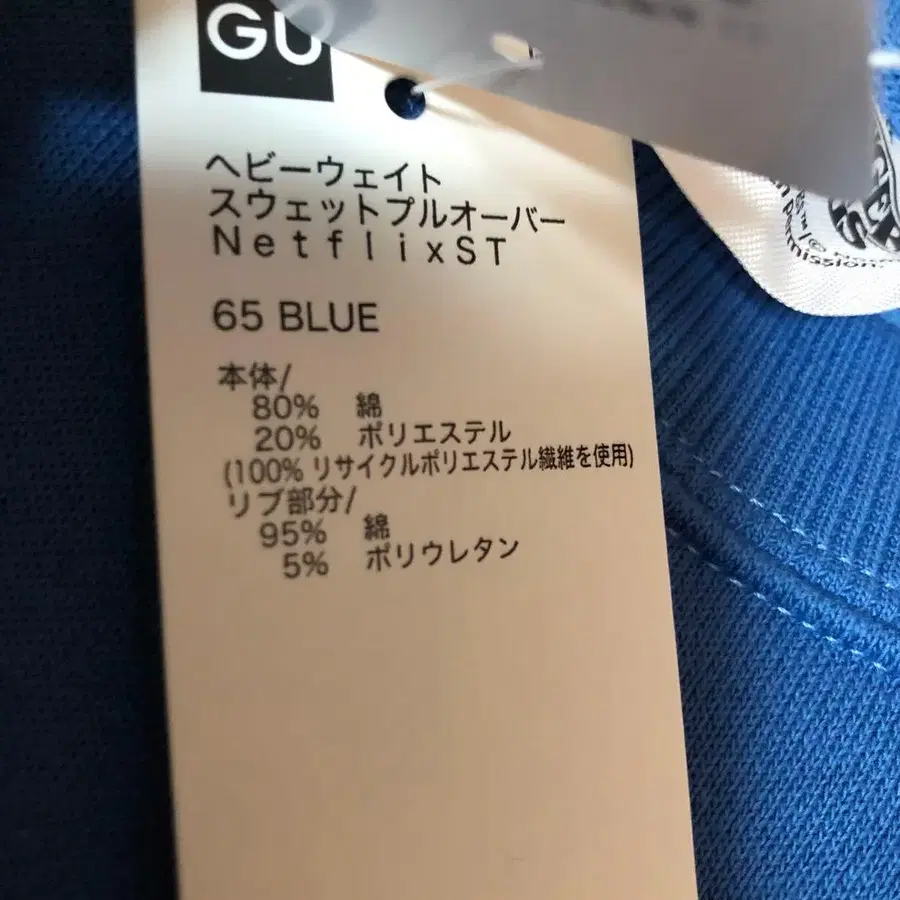 GU
ヘビーウェイト
スウェットプルオーバー
NetflixST
65 BLUE
本体/
80% 綿
20% ポリエステル
(100% リサイクルポリエステル繊維を使用)
リブ部分/
95% 綿
5% ポリウレタン